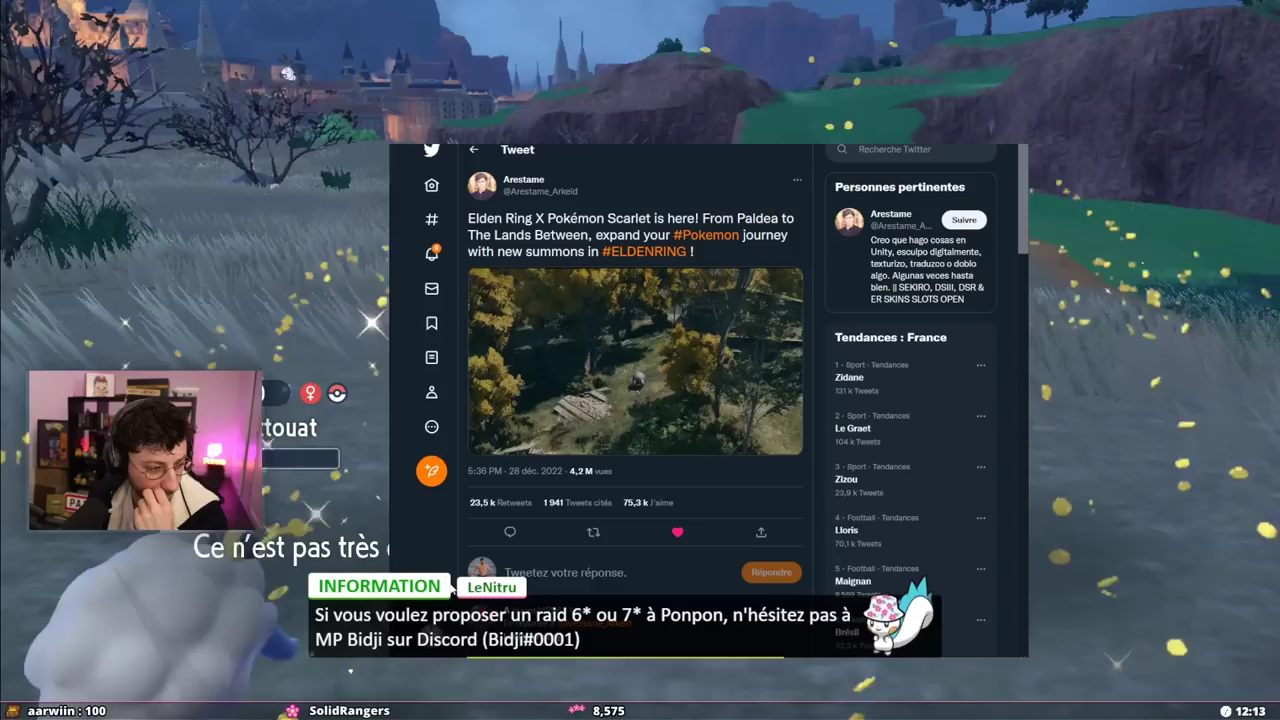 Tweet
Recherche Twitter
Arestame
@Arestame_Arkeld
Elden Ring X Pokémon Scarlet is here! From Paldea to
The Lands Between, expand your #Pokemon journey
with new summons in #ELDENRING !
5:36 PM · 28 déc. 2022 · 4,2 M vues
23,5 k Retweets 1 941 Tweets cités 75,3 k J'aime
Tweetez votre réponse.
Répondre
Personnes pertinentes
Arestame
@Arestame_A...
Suivre
Creo que hago cosas en
Unity, esculpo digitalmente,
texturizo, traduzco o doblo
algo. Algunas veces hasta
bien. || SEKIRO, DSIII, DSR &
ER SKINS SLOTS OPEN
Tendances : France
1 · Sport · Tendances
Zidane
131 k Tweets
2 · Sport · Tendances
Le Graet
104 k Tweets
3 · Sport · Tendances
Zizou
23,9 k Tweets
4 · Football · Tendances
Lloris
70,1 k Tweets
5 · Football · Tendances
Maignan
Brésil
touat
Ce n'est pas très
INFORMATION
LeNitru
Si vous voulez proposer un raid 6* ou 7* à Ponpon, n'hésitez pas à
MP Bidji sur Discord (Bidji#0001)
aarwiin : 100
SolidRangers
8,575
12:13